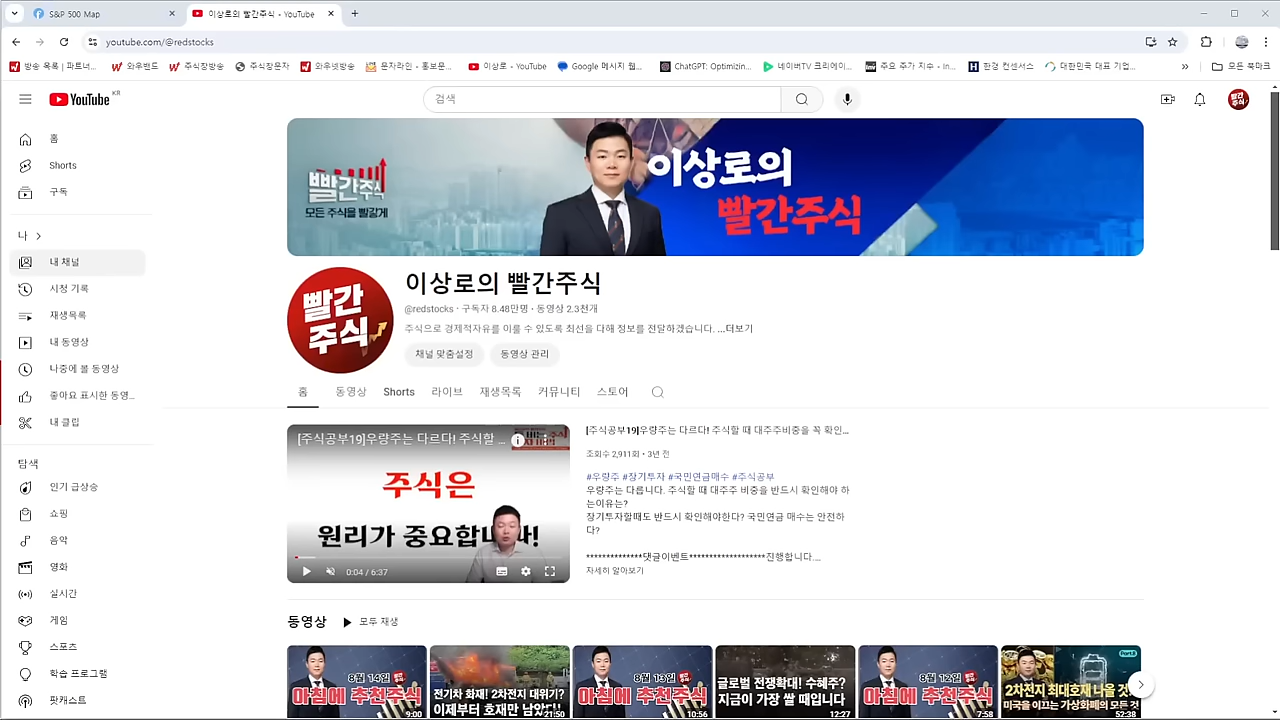 S&P 500 Map
이상로의 빨간주식 - YouTube
youtube.com/@redstocks
방송 목록 | 파트너...
와우밴드
주식창방송
주식창문자
와우넷방송
문자라인 - 홍보문...
이상로 - YouTube
Google 메시지 웹...
ChatGPT: Optimizin...
네이버TV 크리에이...
주요 주가 지수 - In...
한경 컨센서스
대한민국 대표 기업...
모든 북마크
YouTube KR
검색
홈
Shorts
구독
나
내 채널
시청 기록
재생목록
내 동영상
나중에 볼 동영상
좋아요 표시한 동영...
내 클립
탐색
인기 급상승
쇼핑
음악
영화
실시간
게임
스포츠
학습 프로그램
팟캐스트
빨간주식
모든 주식을 빨갛게
이상로의
빨간주식
빨간
주식
이상로의 빨간주식
@redstocks · 구독자 8.48만명 · 동영상 2.3천개
주식으로 경제적자유를 이룰 수 있도록 최선을 다해 정보를 전달하겠습니다. ...더보기
채널 맞춤설정
동영상 관리
홈
동영상
Shorts
라이브
재생목록
커뮤니티
스토어
[주식공부19]우량주는 다르다! 주식할 ...
주식은
원리가 중요합니다!
0:04 / 6:37
[주식공부19]우량주는 다르다! 주식할 때 대주주비중을 꼭 확인...
조회수 2,911회 · 3년 전
#우량주 #장기투자 #국민연금매수 #주식공부
우량주는 다릅니다. 주식할 때 대주주 비중을 반드시 확인해야 하
는이유는?
장기투자할때도 반드시 확인해야한다? 국민연금 매수는 안전하
다?
**************댓글이벤트*******************진행합니다....
자세히 알아보기
동영상
모두 재생
8월 14일
아침에 추천주식
9:00
전기차 화재! 2차전지 대위기?
이제부터 호재만 남았다!
21:50
8월 13일
아침에 추천주식
10:56
글로벌 전쟁확대! 수혜주?
지금이 가장 쌀 때입니다
12:27
8월 12일
아침에 추천주식
7:58
Part.3
2차전지 최대호재 나올 것
미국을 이끄는 가상화폐의 모든 것
52:38